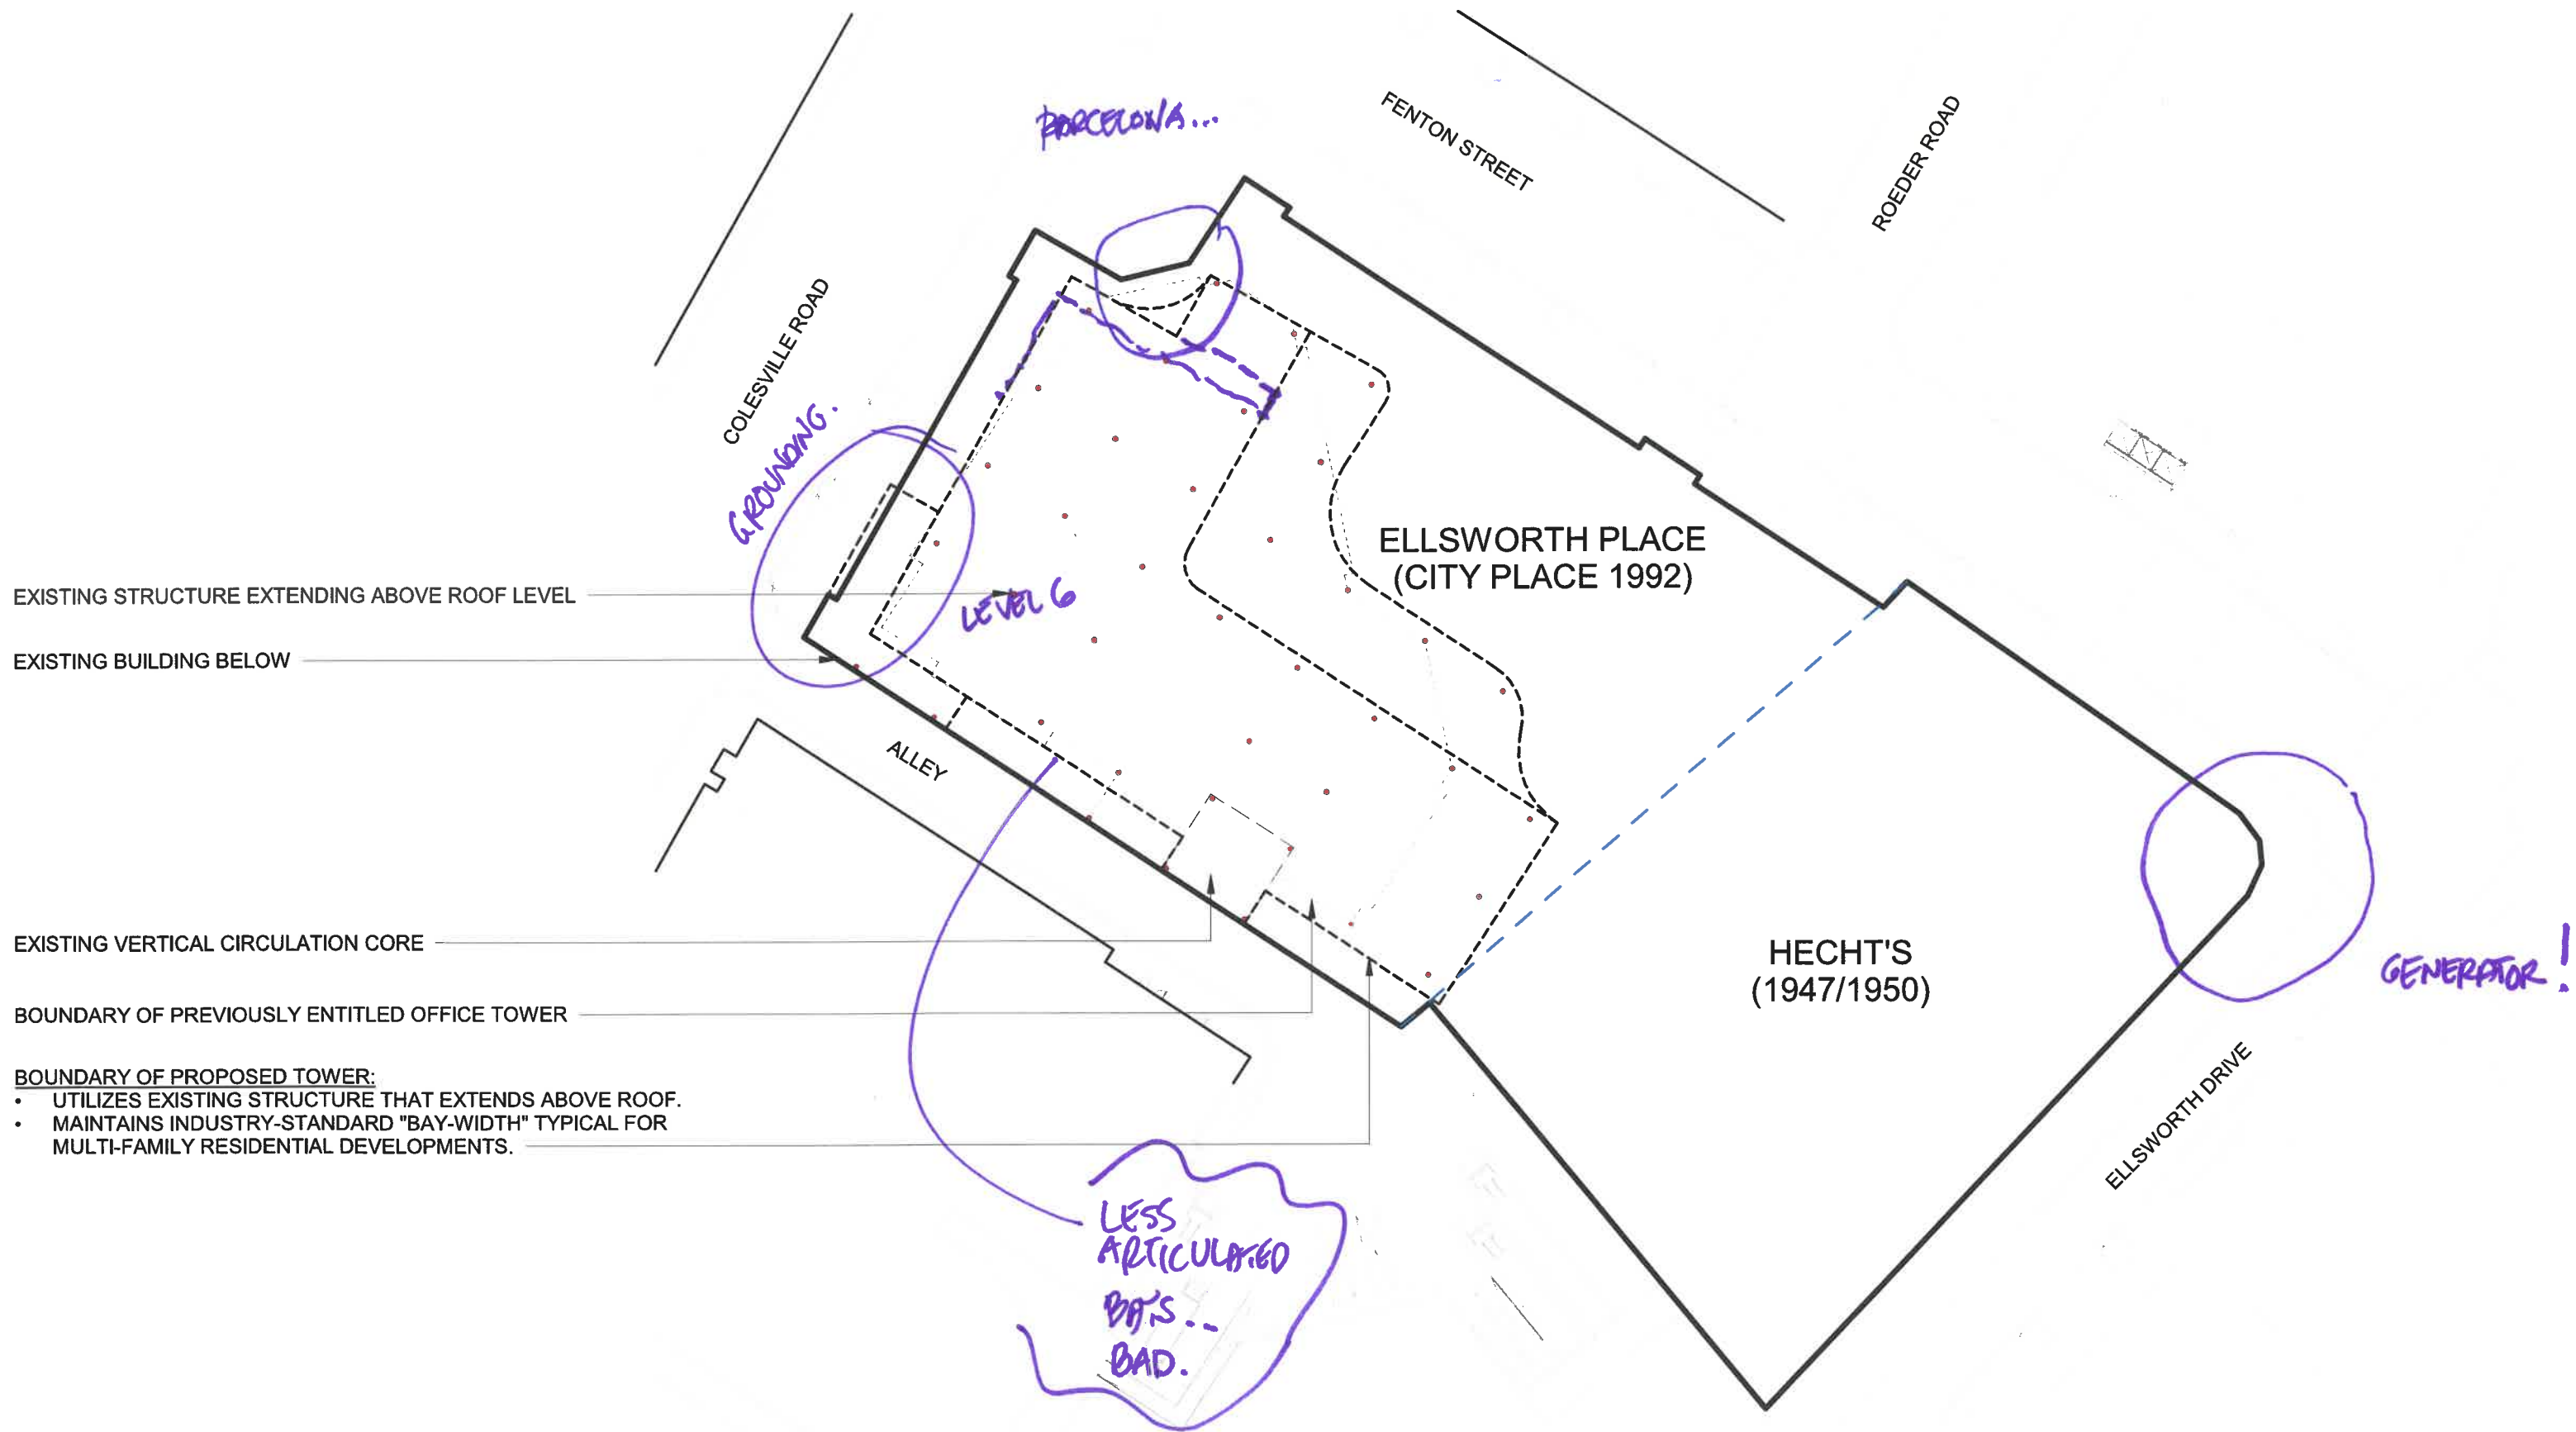 BARCELONA...
FENTON STREET
ROEDER ROAD
COLESVILLE ROAD
GROUNDING.
ELLSWORTH PLACE
(CITY PLACE 1992)
EXISTING STRUCTURE EXTENDING ABOVE ROOF LEVEL
LEVEL 6
EXISTING BUILDING BELOW
ALLEY
EXISTING VERTICAL CIRCULATION CORE
HECHT'S
(1947/1950)
GENERATOR!
BOUNDARY OF PREVIOUSLY ENTITLED OFFICE TOWER
ELLSWORTH DRIVE
BOUNDARY OF PROPOSED TOWER:
• UTILIZES EXISTING STRUCTURE THAT EXTENDS ABOVE ROOF.
• MAINTAINS INDUSTRY-STANDARD "BAY-WIDTH" TYPICAL FOR
MULTI-FAMILY RESIDENTIAL DEVELOPMENTS.
LESS
ARTICULATED
BAD.